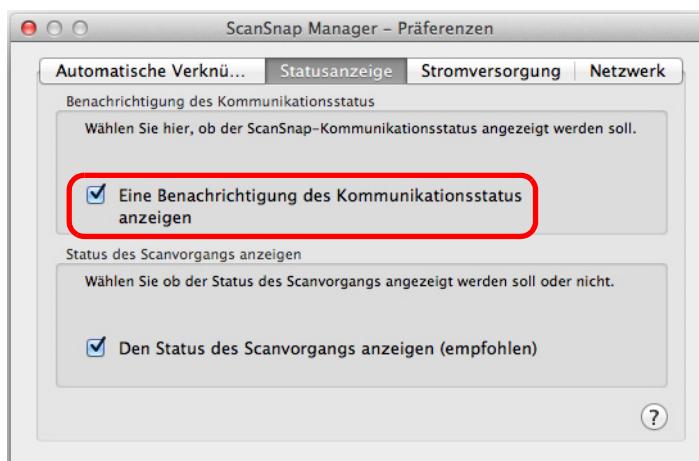 ScanSnap Manager – Präferenzen
Automatische Verknü... Statusanzeige Stromversorgung Netzwerk
Benachrichtigung des Kommunikationsstatus
Wählen Sie hier, ob der ScanSnap-Kommunikationsstatus angezeigt werden soll.
Eine Benachrichtigung des Kommunikationsstatus
anzeigen
Status des Scanvorgangs anzeigen
Wählen Sie ob der Status des Scanvorgangs angezeigt werden soll oder nicht.
Den Status des Scanvorgangs anzeigen (empfohlen)
?